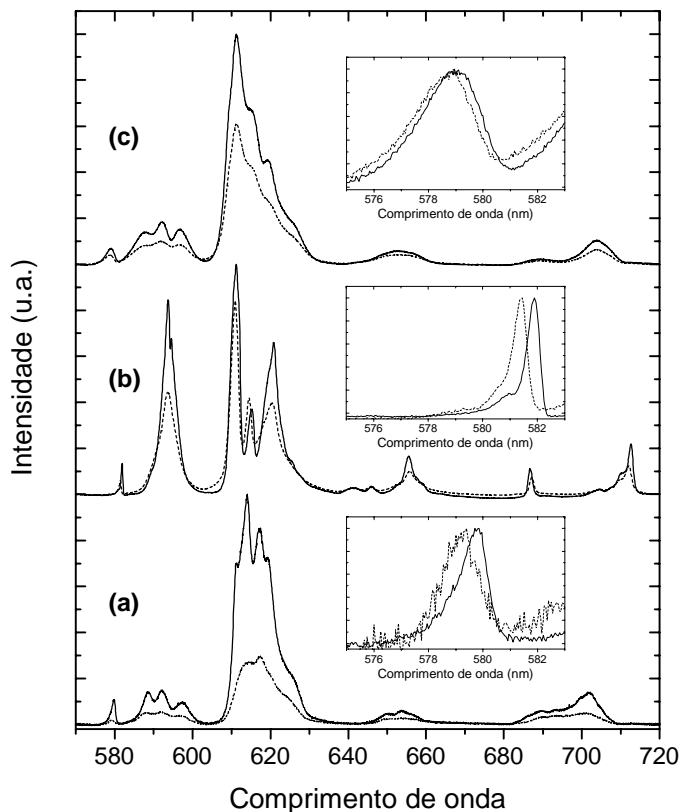 (c)
576 578 580 582
Comprimento de onda (nm)
(b)
576 578 580 582
Comprimento de onda (nm)
(a)
576 578 580 582
Comprimento de onda (nm)
Intensidade (u.a.)
580 600 620 640 660 680 700 720
Comprimento de onda